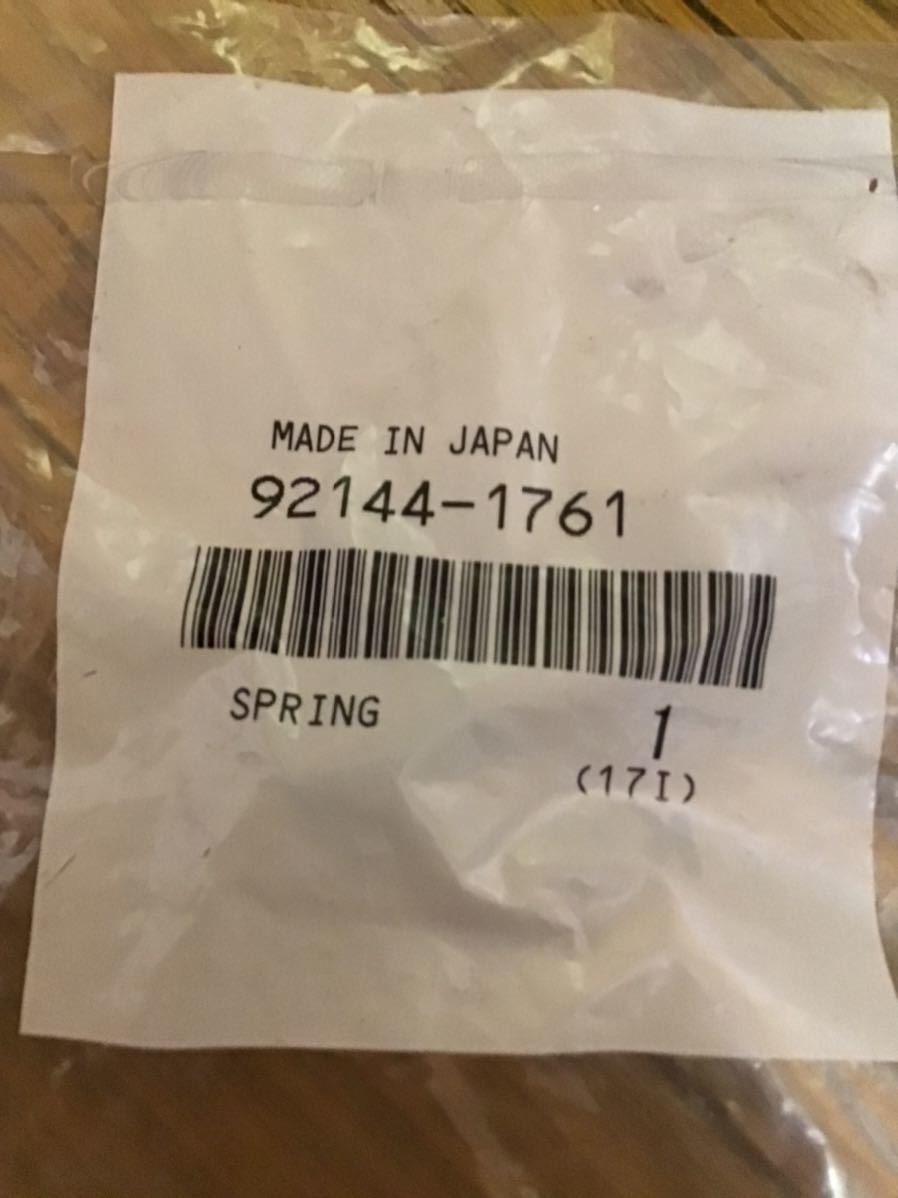 MADE IN JAPAN
92144-1761
SPRING
1
(17I)